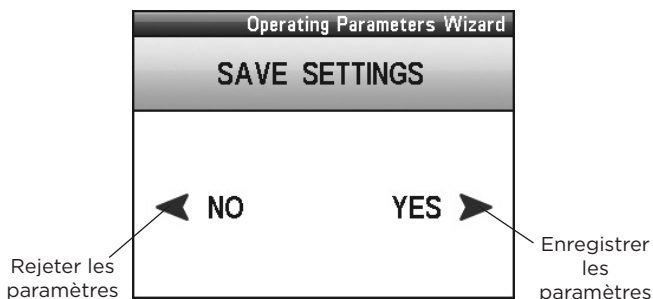 Operating Parameters Wizard
SAVE SETTINGS
NO YES
Rejeter les
paramètres
Enregistrer
les
paramètres